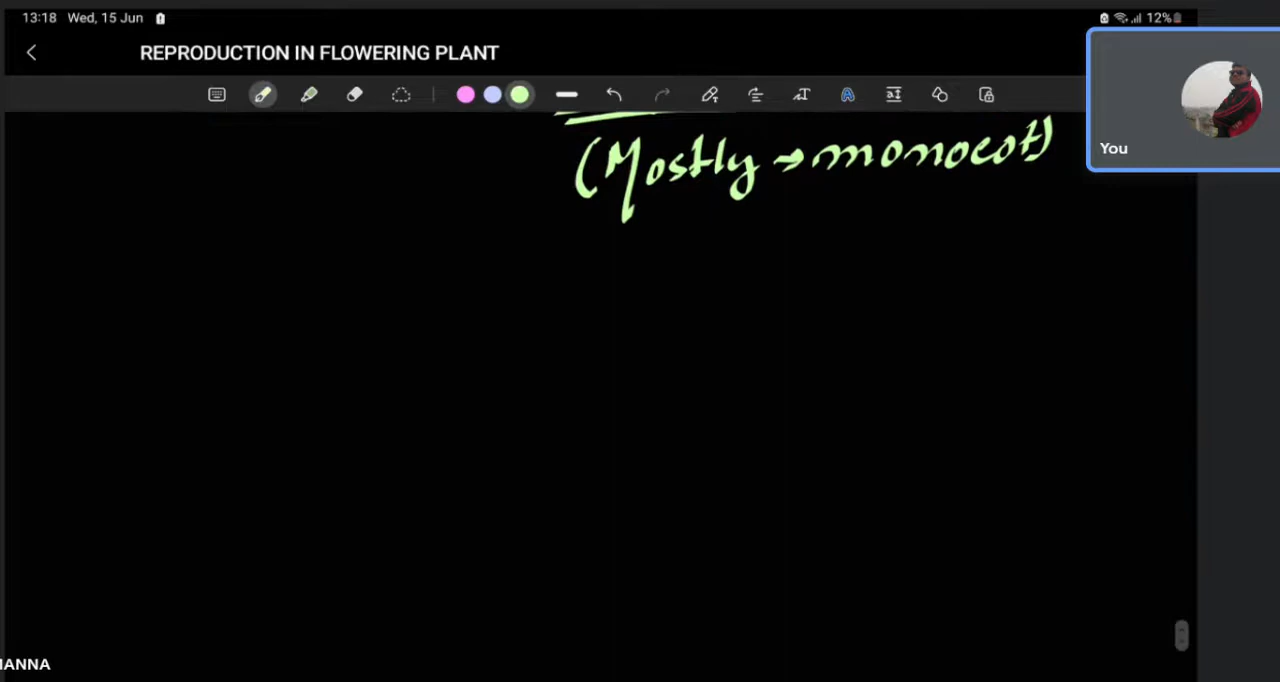 13:18 Wed, 15 Jun
12%
REPRODUCTION IN FLOWERING PLANT
(Mostly → monocot)
You
IANNA